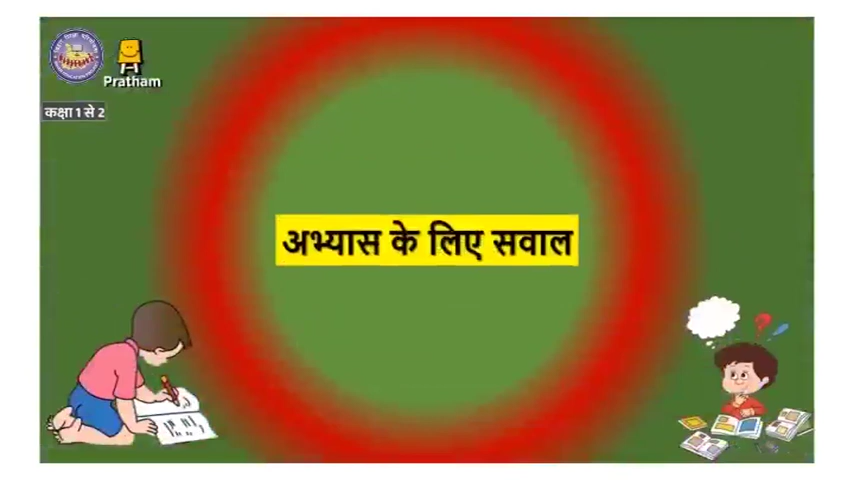 Pratham
कक्षा 1 से 2
अभ्यास के लिए सवाल